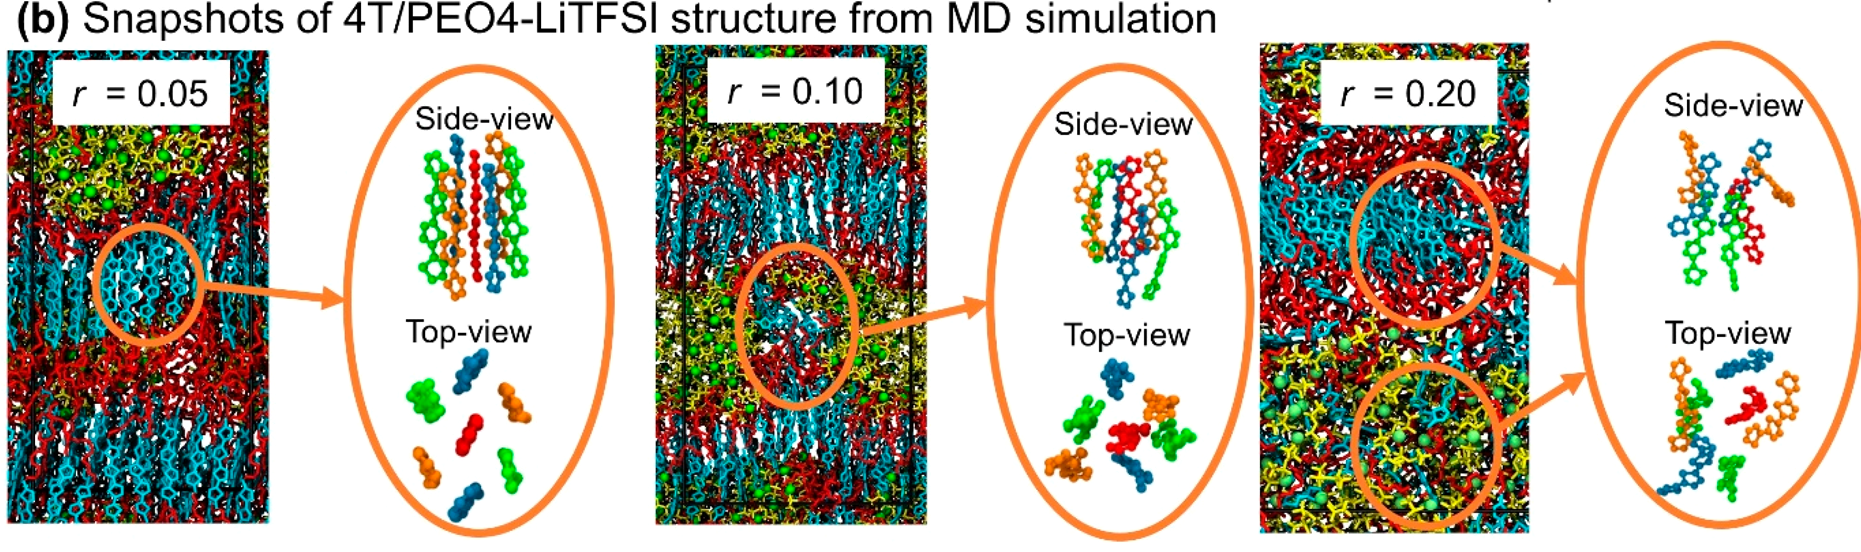 (b) Snapshots of 4T/PEO4-LiTFSI structure from MD simulation
r = 0.05
Side-view
Top-view
r = 0.10
Side-view
Top-view
r = 0.20
Side-view
Top-view